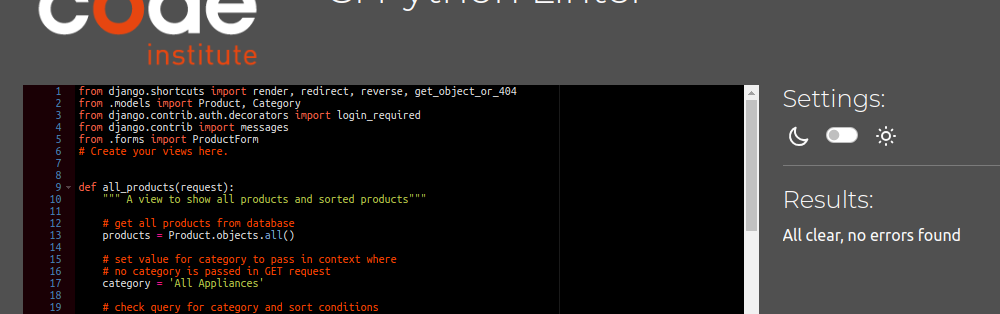 code
institute
CI Python Linter
1 from django.shortcuts import render, redirect, reverse, get_object_or_404
2 from .models import Product, Category
3 from django.contrib.auth.decorators import login_required
4 from django.contrib import messages
5 from .forms import ProductForm
6 # Create your views here.
7
8
9 def all_products(request):
10 """ A view to show all products and sorted products"""
11
12 # get all products from database
13 products = Product.objects.all()
14
15 # set value for category to pass in context where
16 # no category is passed in GET request
17 category = 'All Appliances'
18
19 # check query for category and sort conditions
Settings:
Results:
All clear, no errors found